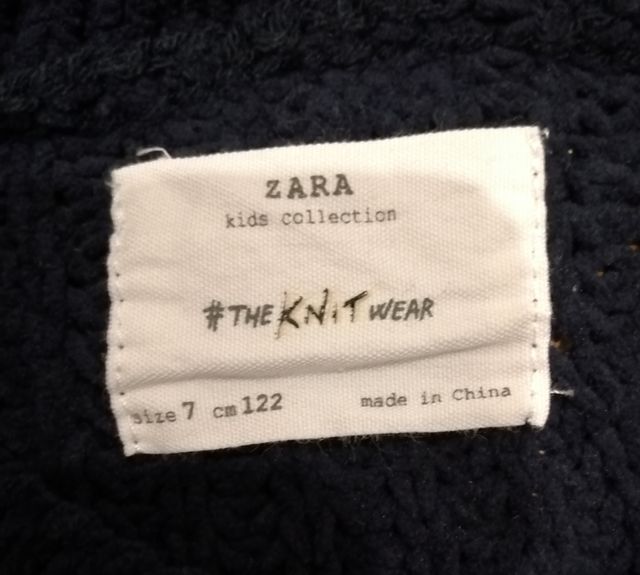 ZARA
kids collection
#THEKNiTWEAR
size 7 cm 122 made in China